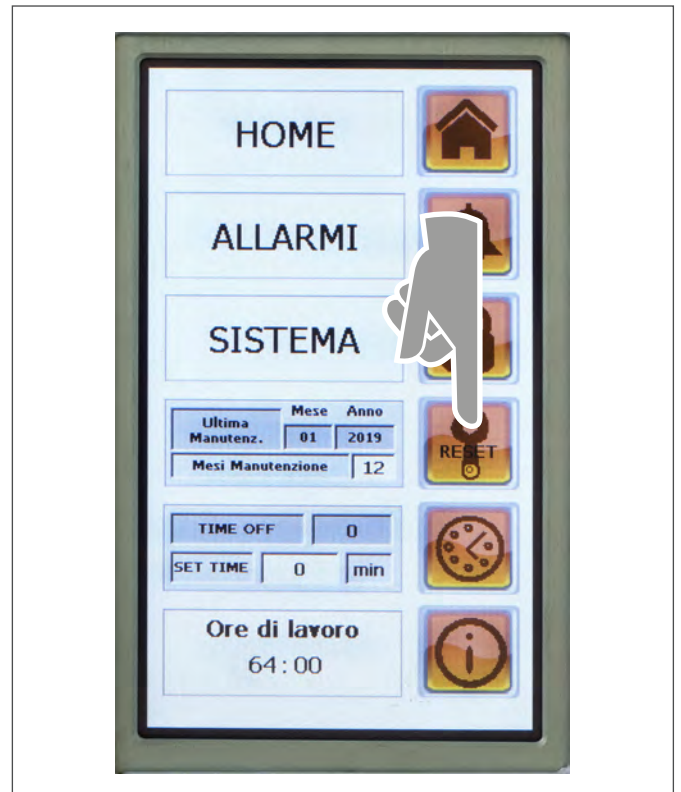 HOME
ALLARMI
SISTEMA
Ultima Manutenz.
Mese Anno
01 2019
RESET
Mesi Manutenzione 12
TIME OFF 0
SET TIME 0 min
Ore di lavoro
64:00